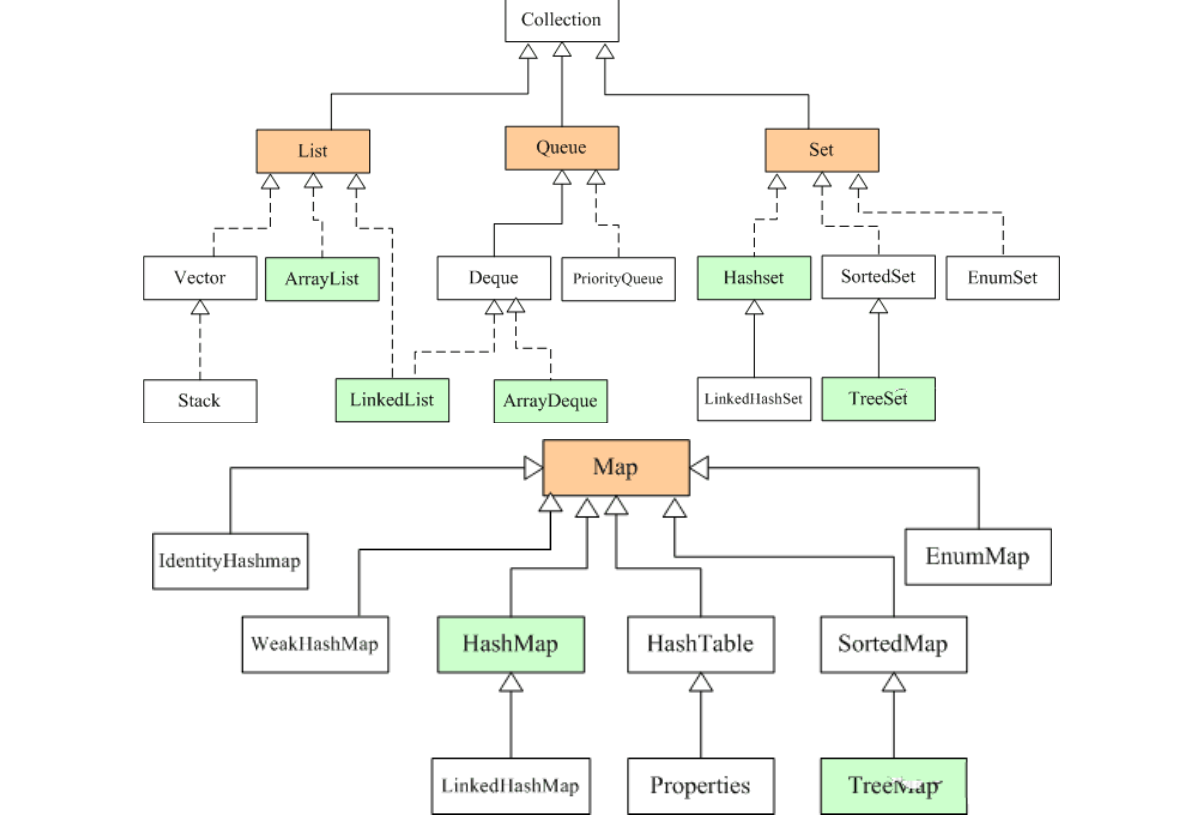 Collection
List
Queue
Set
Vector
ArrayList
Deque
PriorityQueue
Hashset
SortedSet
EnumSet
Stack
LinkedList
ArrayDeque
LinkedHashSet
TreeSet
Map
IdentityHashmap
EnumMap
WeakHashMap
HashMap
HashTable
SortedMap
LinkedHashMap
Properties
TreeMap